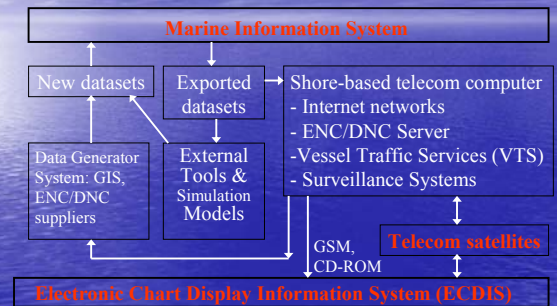 Marine Information System
New datasets
Exported
datasets
Shore-based telecom computer
- Internet networks
- ENC/DNC Server
-Vessel Traffic Services (VTS)
- Surveillance Systems
Data Generator
System: GIS,
ENC/DNC
suppliers
External
Tools &
Simulation
Models
GSM,
CD-ROM
Telecom satellites
Electronic Chart Display Information System (ECDIS)